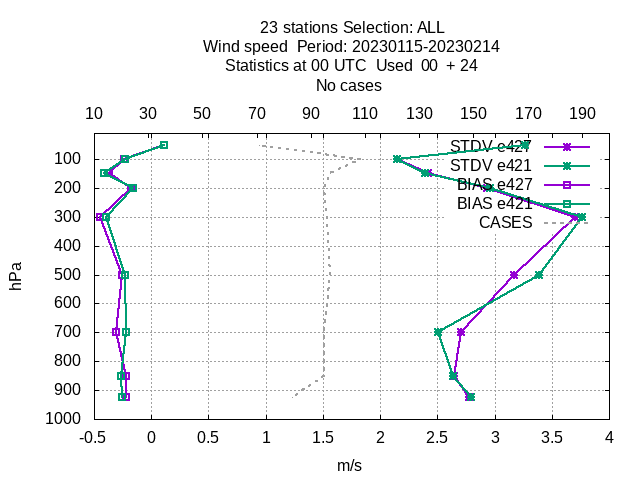 23 stations Selection: ALL
Wind speed  Period: 20230115-20230214
Statistics at 00 UTC  Used  00  + 24
No cases
10 30 50 70 90 110 130 150 170 190
STDV e427
100
STDV e421
BIAS e427
200
BIAS e421
300
CASES
400
hPa
500
600
700
800
900
1000
-0.5 0 0.5 1 1.5 2 2.5 3 3.5 4
m/s